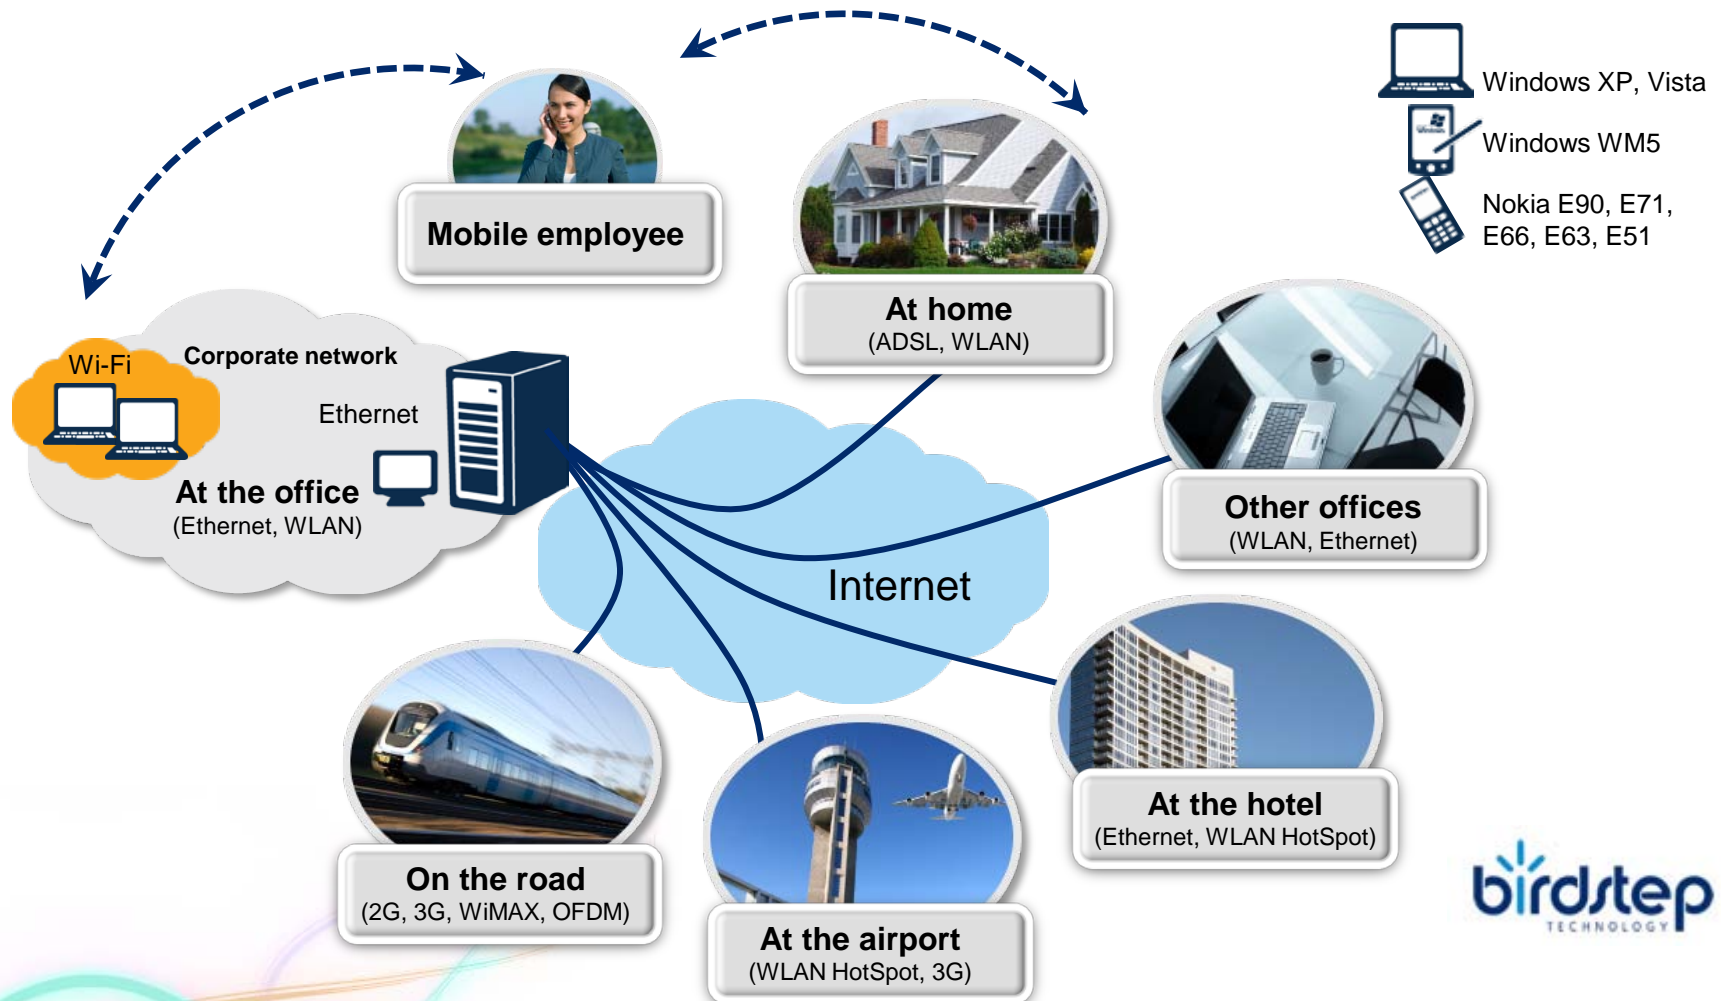 Windows XP, Vista
Windows WM5
Nokia E90, E71,
E66, E63, E51
Mobile employee
At home
(ADSL, WLAN)
Wi-Fi
Corporate network
Ethernet
At the office
(Ethernet, WLAN)
Other offices
(WLAN, Ethernet)
Internet
At the hotel
(Ethernet, WLAN HotSpot)
On the road
(2G, 3G, WiMAX, OFDM)
At the airport
(WLAN HotSpot, 3G)
birdstep
TECHNOLOGY